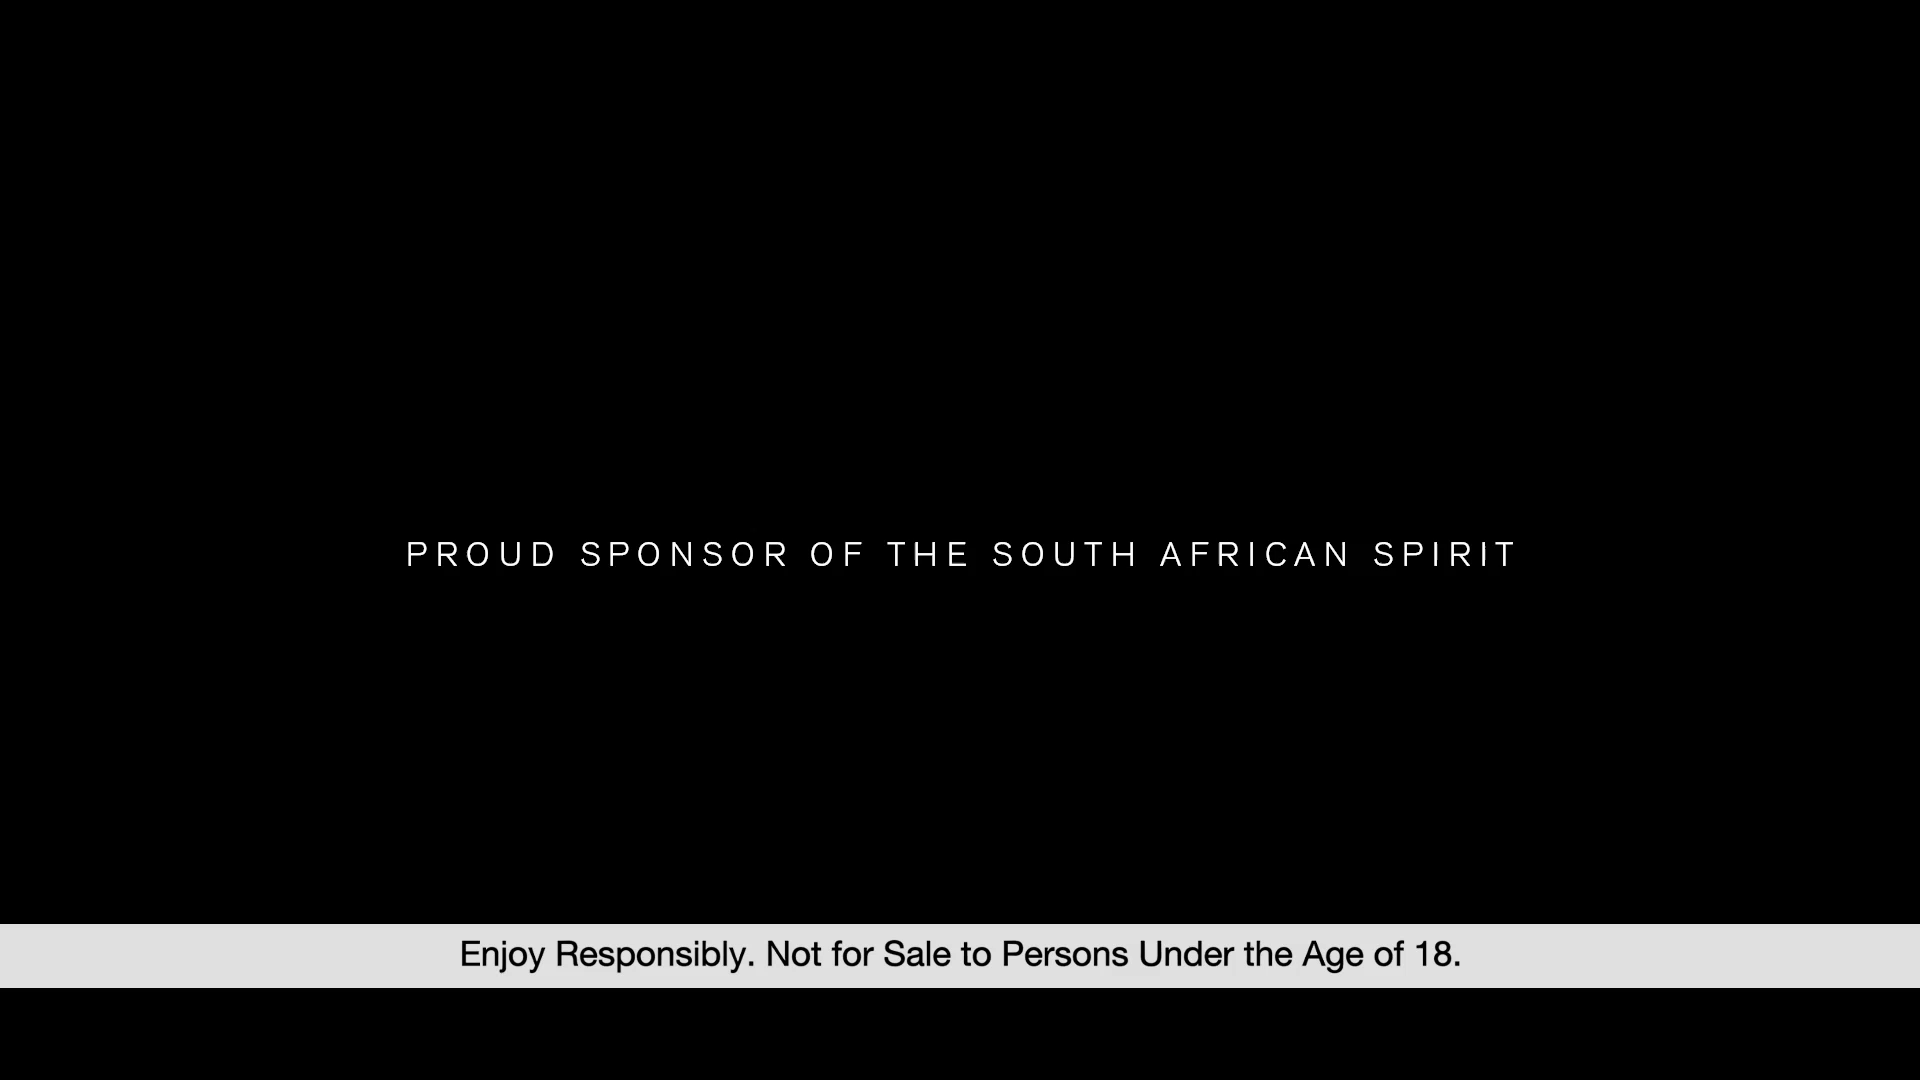 PROUD SPONSOR OF THE SOUTH AFRICAN SPIRIT
Enjoy Responsibly. Not for Sale to Persons Under the Age of 18.